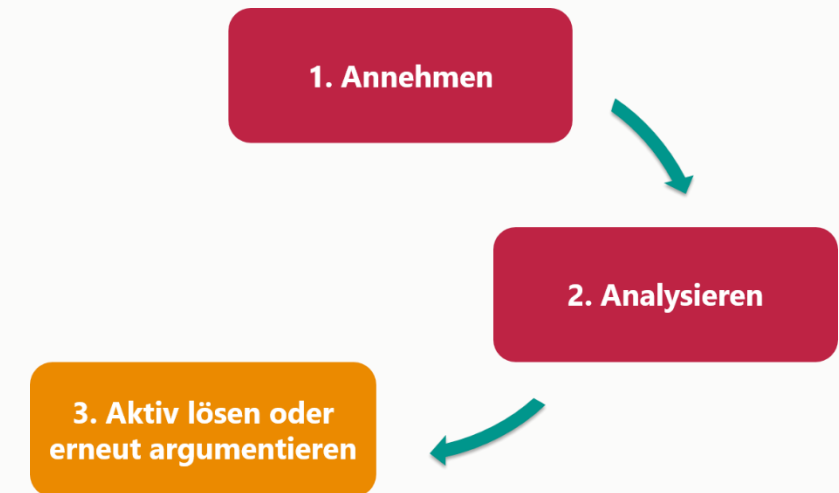 1. Annehmen
2. Analysieren
3. Aktiv lösen oder
erneut argumentieren